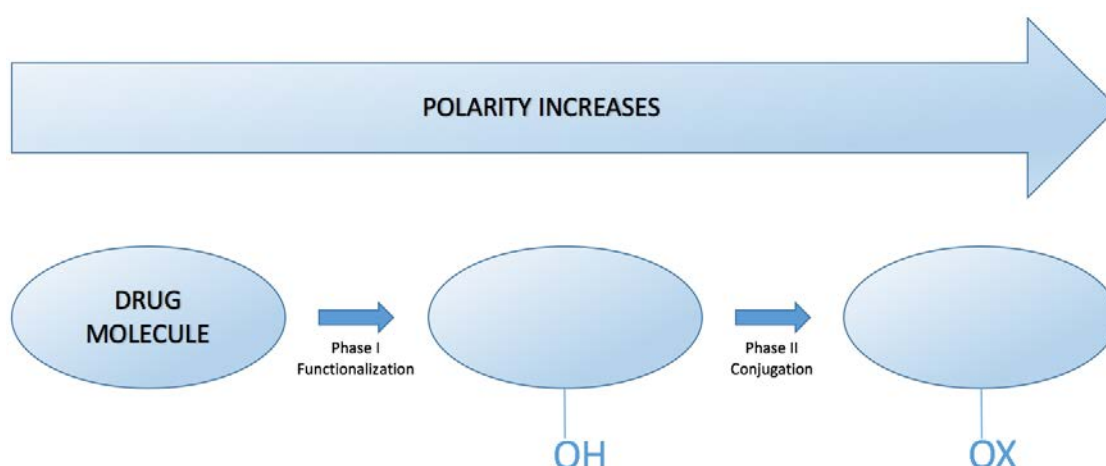 POLARITY INCREASES
DRUG
MOLECULE
Phase I
Functionalization
Phase II
Conjugation
OH
OX